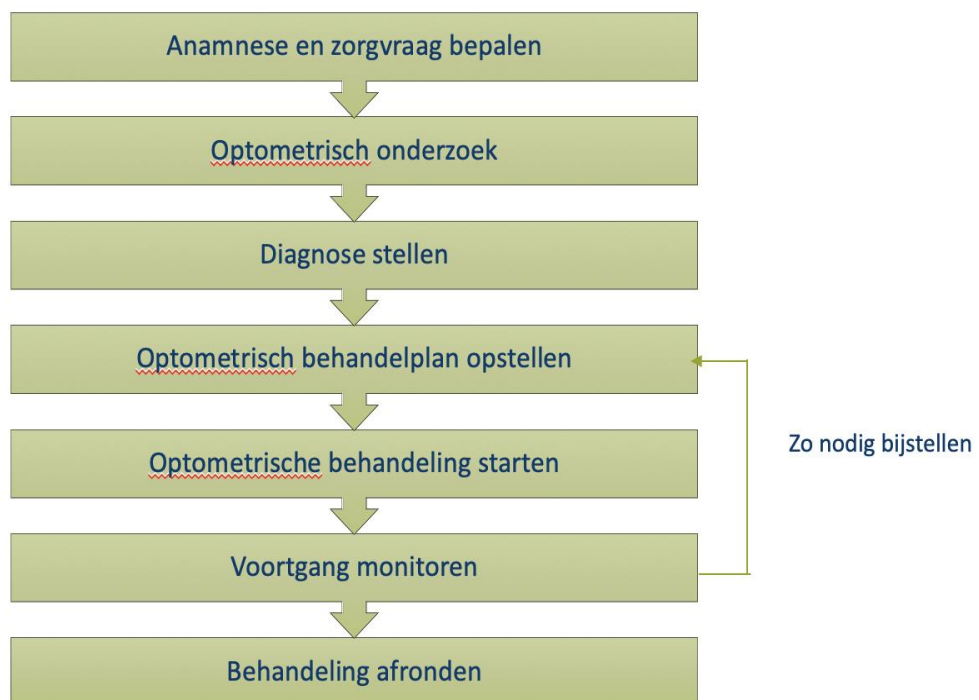 Anamnese en zorgvraag bepalen
Optometrisch onderzoek
Diagnose stellen
Optometrisch behandelplan opstellen
Optometrische behandeling starten
Zo nodig bijstellen
Voortgang monitoren
Behandeling afronden